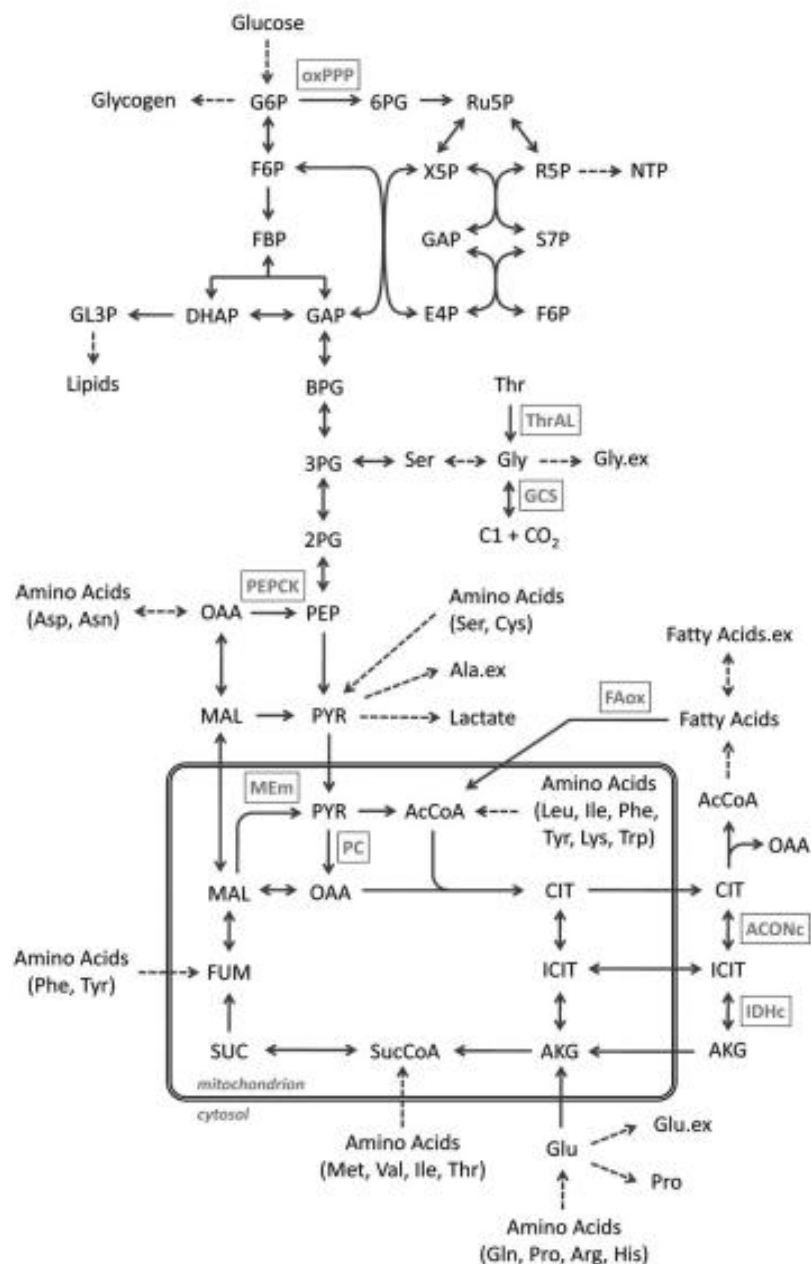 Glucose
oxPPP
Glycogen G6P 6PG Ru5P
F6P X5P R5P NTP
FBP GAP S7P
GL3P DHAP GAP E4P F6P
Lipids BPG Thr
ThrAL
3PG Ser Gly Gly.ex
GCS
2PG C1 + CO₂
Amino Acids
(Asp, Asn)
OAA PEPCK PEP
Amino Acids
(Ser, Cys)
Fatty Acids.ex
Ala.ex
FAox
MAL PYR Lactate Fatty Acids
MEm
PYR AcCoA
Amino Acids
(Leu, Ile, Phe,
Tyr, Lys, Trp)
AcCoA
PC
OAA
MAL OAA CIT CIT
ACONc
Amino Acids
(Phe, Tyr)
FUM ICIT ICIT
IDHc
SUC SucCoA AKG AKG
mitochondrion
cytosol
Amino Acids
(Met, Val, Ile, Thr)
Glu
Glu.ex
Pro
Amino Acids
(Gln, Pro, Arg, His)